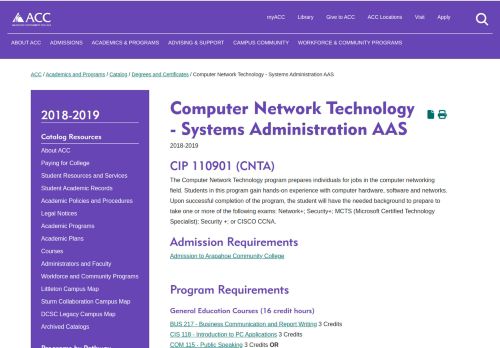 myACC Library Give to ACC ACC Locations Visit Apply
ACC
ABOUT ACC ADMISSIONS ACADEMICS & PROGRAMS ADVISING & SUPPORT CAMPUS COMMUNITY WORKFORCE & COMMUNITY PROGRAMS
ACC / Academics and Programs / Catalog / Degrees and Certificates / Computer Network Technology - Systems Administration AAS
2018-2019
Catalog Resources
About ACC
Paying for College
Student Resources and Services
Student Academic Records
Academic Policies and Procedures
Legal Notices
Academic Programs
Academic Plans
Courses
Administrators and Faculty
Workforce and Community Programs
Littleton Campus Map
Sturm Collaboration Campus Map
DCSC Legacy Campus Map
Archived Catalogs
Programs by Pathway
Computer Network Technology
- Systems Administration AAS
2018-2019
CIP 110901 (CNTA)
The Computer Network Technology program prepares individuals for jobs in the computer networking
field. Students in this program gain hands-on experience with computer hardware, software and networks.
Upon successful completion of the program, the student will have the needed background to prepare to
take one or more of the following exams: Network+; Security+; MCTS (Microsoft Certified Technology
Specialist); Security +; or CISCO CCNA.
Admission Requirements
Admission to Arapahoe Community College
Program Requirements
General Education Courses (16 credit hours)
BUS 217 - Business Communication and Report Writing 3 Credits
CIS 118 - Introduction to PC Applications 3 Credits
COM 115 - Public Speaking 3 Credits OR